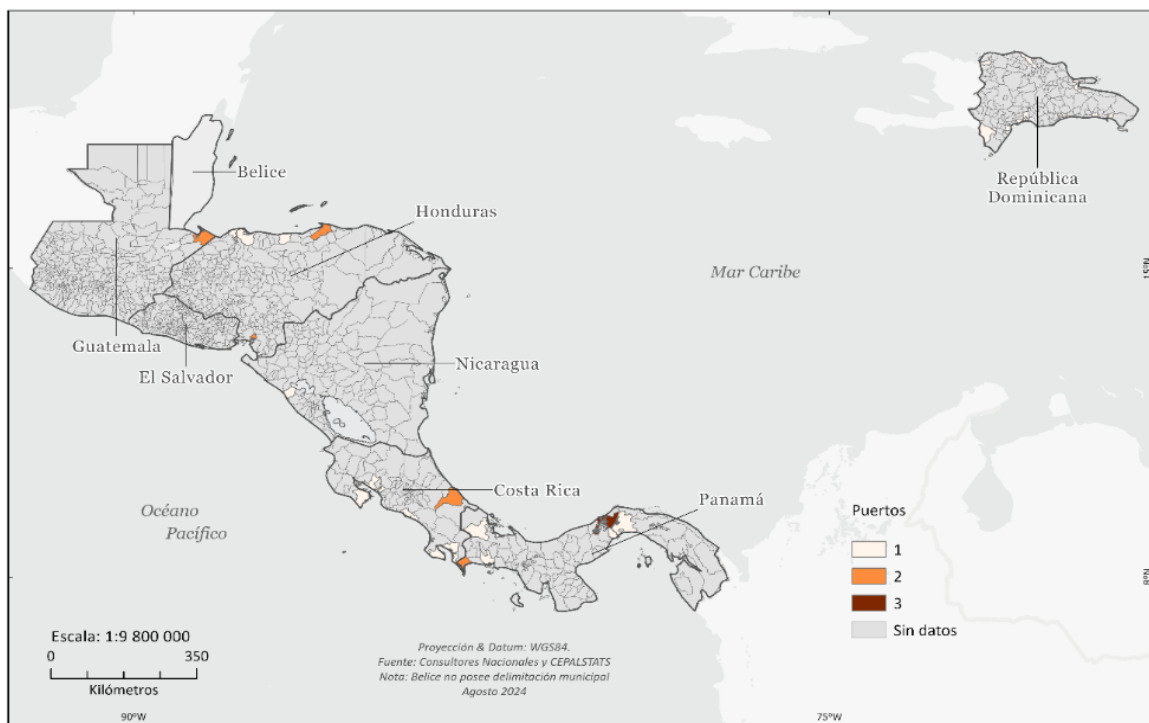 Belice
Honduras
República
Dominicana
Mar Caribe
15°N
Guatemala
El Salvador
Nicaragua
Costa Rica
Panamá
Océano
Pacífico
Puertos
1
2
3
Sin datos
8°N
Escala: 1:9 800 000
0 350
Kilómetros
Proyección & Datum: WGS84.
Fuente: Consultores Nacionales y CEPALSTATS
Nota: Belice no posee delimitación municipal
Agosto 2024
90°W 75°W